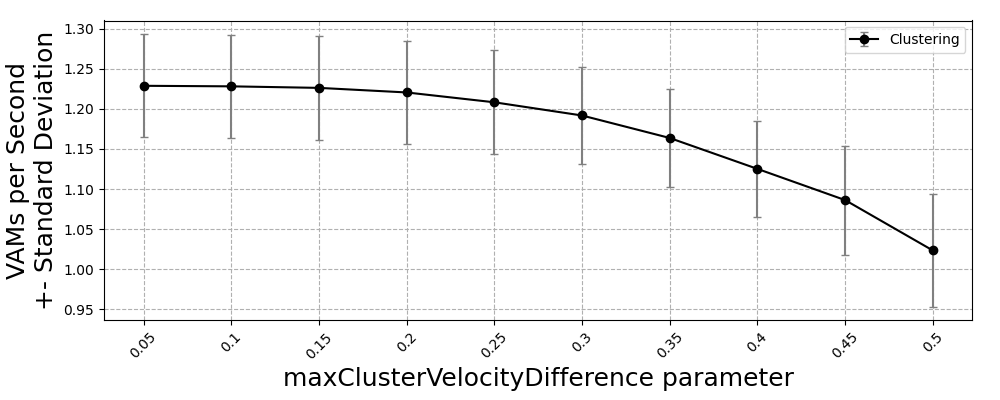 1.30
1.25
1.20
1.15
1.10
1.05
1.00
0.95
VAMs per Second
+- Standard Deviation
Clustering
0.05 0.1 0.15 0.2 0.25 0.3 0.35 0.4 0.45 0.5
maxClusterVelocityDifference parameter